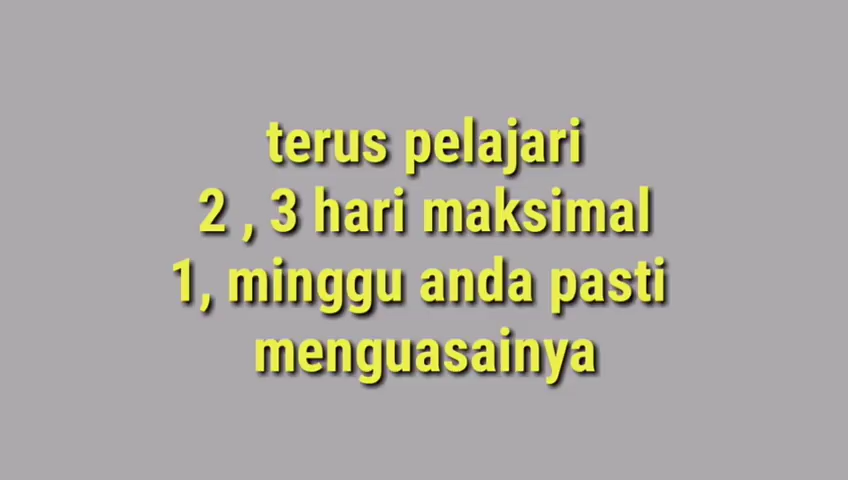 terus pelajari
2 , 3 hari maksimal
1, minggu anda pasti
menguasainya